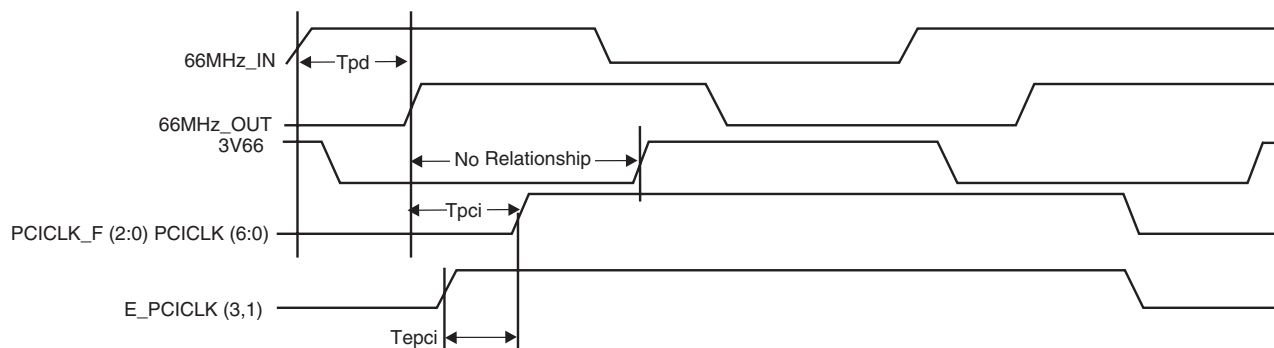 66MHz_IN
Tpd
66MHz_OUT
3V66
No Relationship
Tpci
PCICLK_F (2:0) PCICLK (6:0)
E_PCICLK (3,1)
Tepci